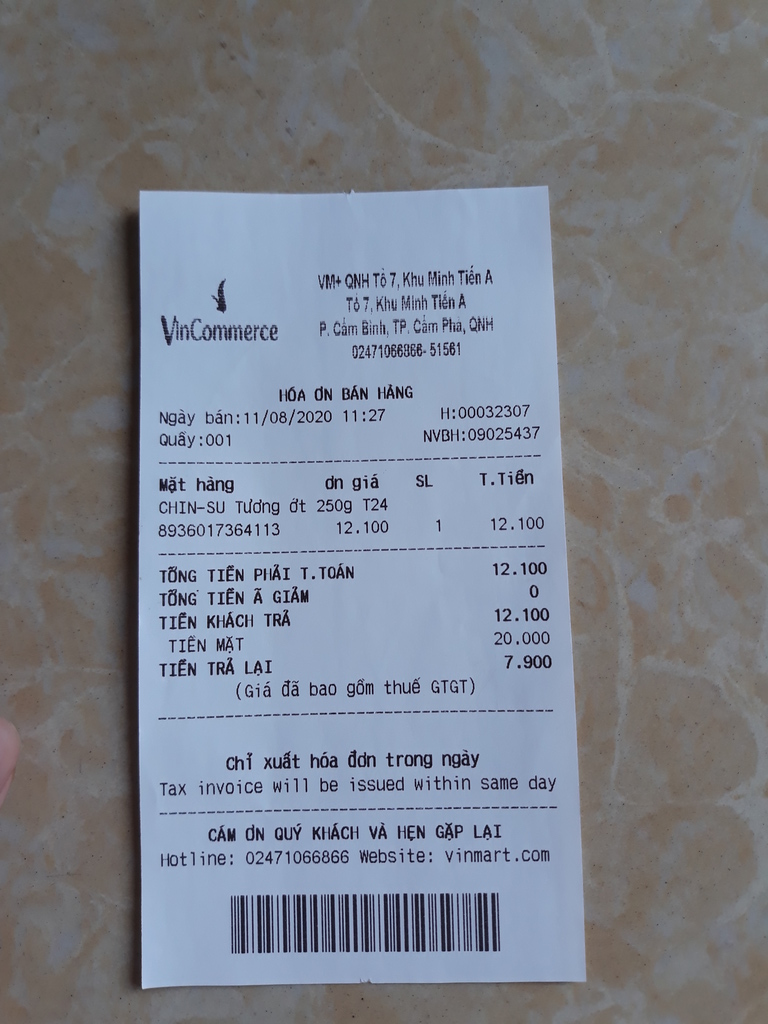 VinCommerce
VM+ QNH Tổ 7, Khu Minh Tiến A
Tổ 7, Khu Minh Tiến A
P. Cẩm Bình, TP. Cẩm Phả, QNH
02471066866-51561
HÓA ƠN BÁN HÀNG
Ngày bán:11/08/2020 11:27 H:00032307
Quầy:001 NVBH:09025437
Mặt hàng ơn giá SL T.Tiền
CHIN-SU Tương ớt 250g T24
8936017364113 12.100 1 12.100
TỔNG TIỀN PHẢI T.TOÁN 12.100
TỔNG TIỀN Ã GIẢM 0
TIỀN KHÁCH TRẢ 12.100
TIỀN MẶT 20.000
TIỀN TRẢ LẠI 7.900
(Giá đã bao gồm thuế GTGT)
Chỉ xuất hóa đơn trong ngày
Tax invoice will be issued within same day
CÁM ƠN QUÝ KHÁCH VÀ HẸN GẶP LẠI
Hotline: 02471066866 Website: vinmart.com